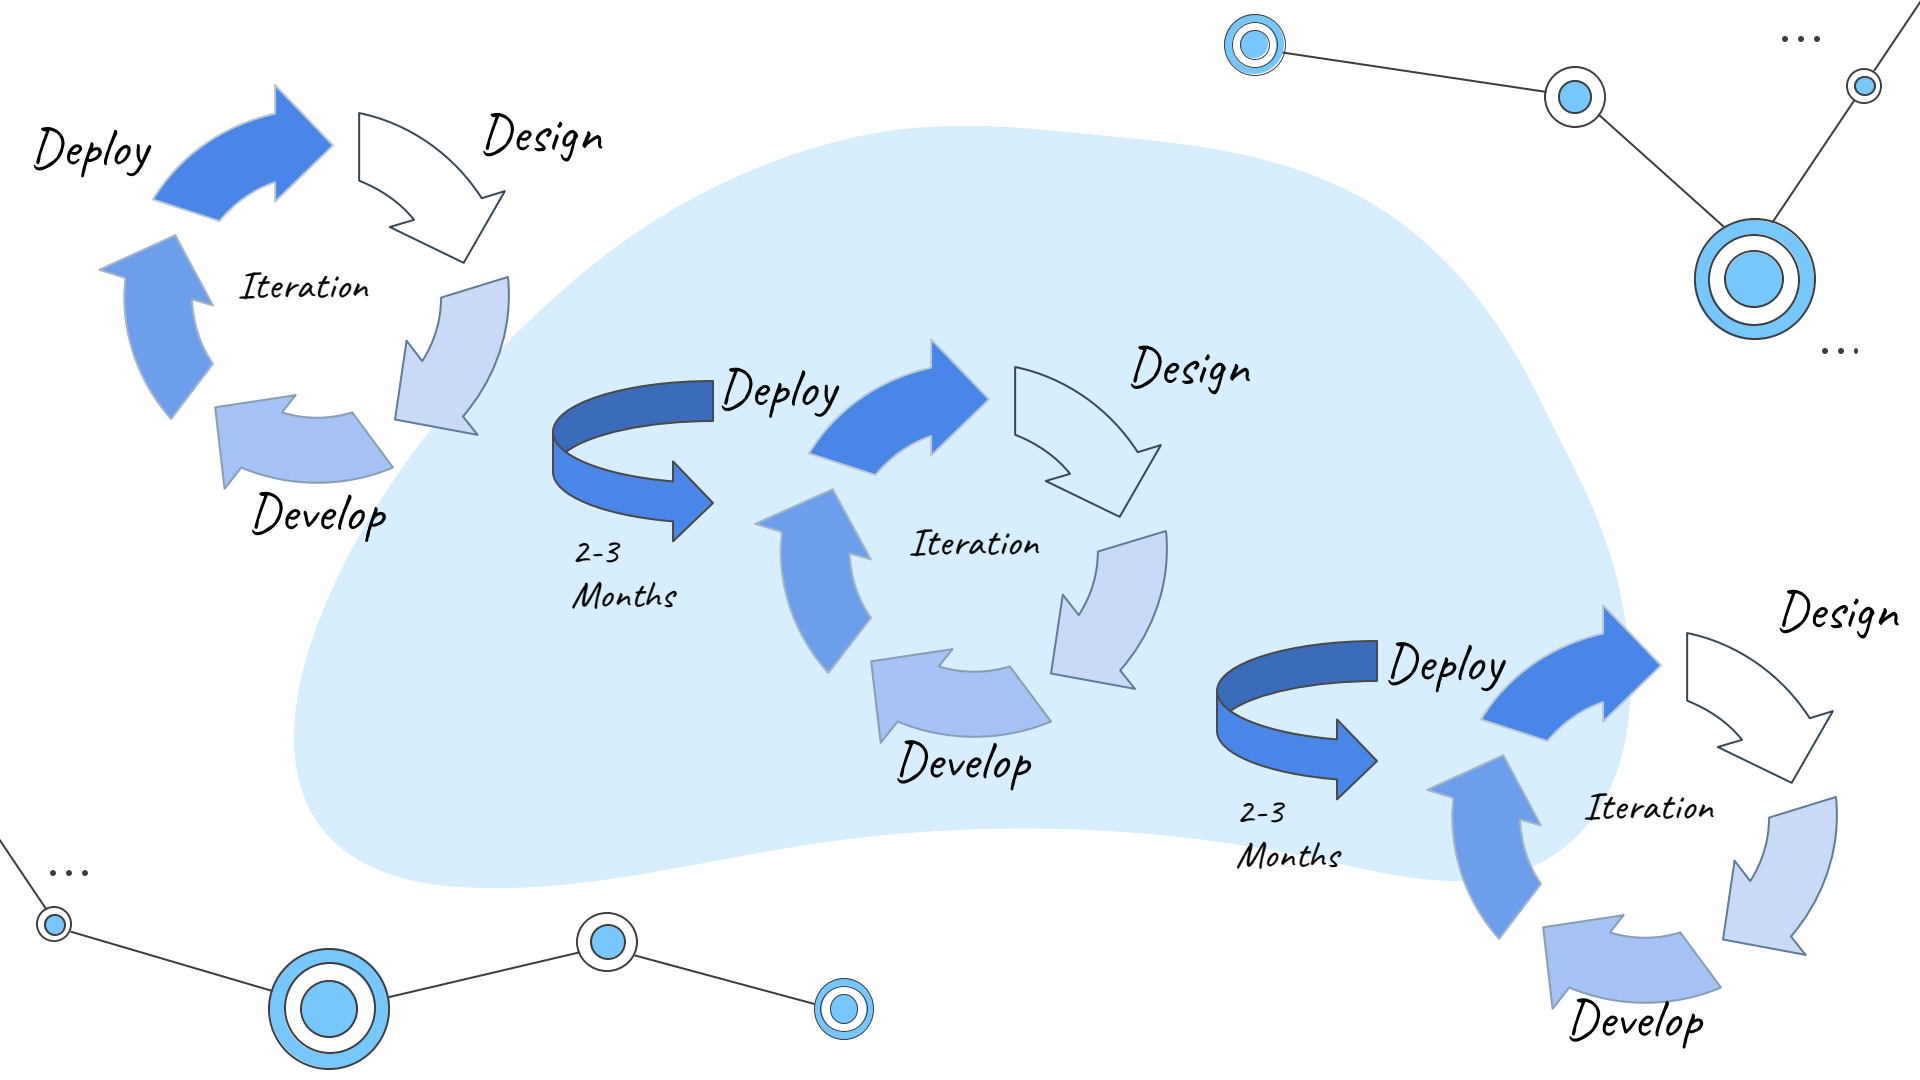 Deploy
Design
Iteration
Develop
2-3
Months
Deploy
Design
Iteration
Develop
2-3
Months
Deploy
Design
Iteration
Develop